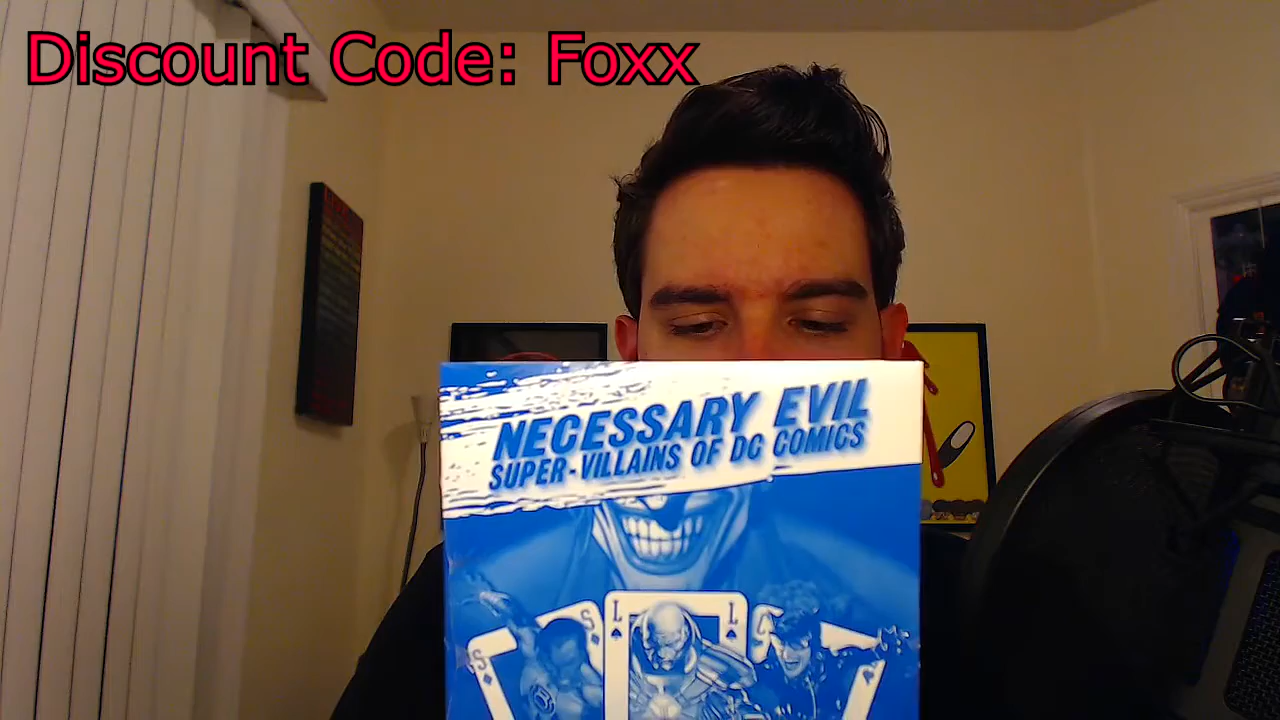 Discount Code: Foxx
NECESSARY EVIL
SUPER-VILLAINS OF DC COMICS
S S L L
S